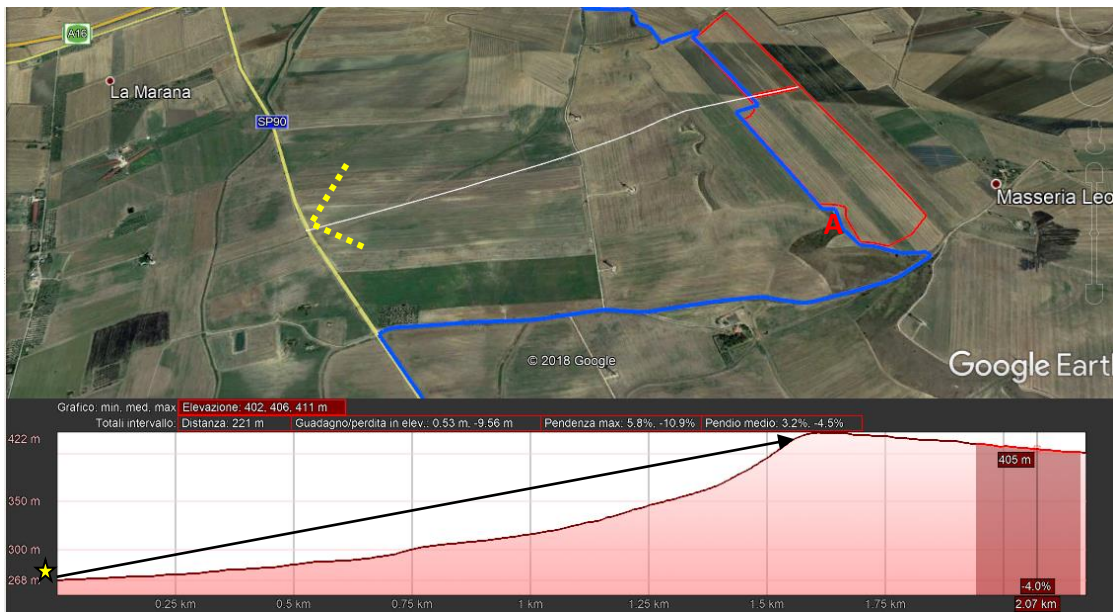 A16
La Marana
SP90
Masseria Leo
A
© 2018 Google
Google Earth
Grafico: min. med. max Elevazione: 402, 406, 411 m
Totali intervallo: Distanza: 221 m Guadagno/perdita in elev.: 0.53 m, -9.56 m Pendenza max: 5.8%, -10.9% Pendio medio: 3.2%, -4.5%
422 m
405 m
350 m
300 m
268 m
-4.0%
0.25 km 0.5 km 0.75 km 1 km 1.25 km 1.5 km 1.75 km 2.07 km